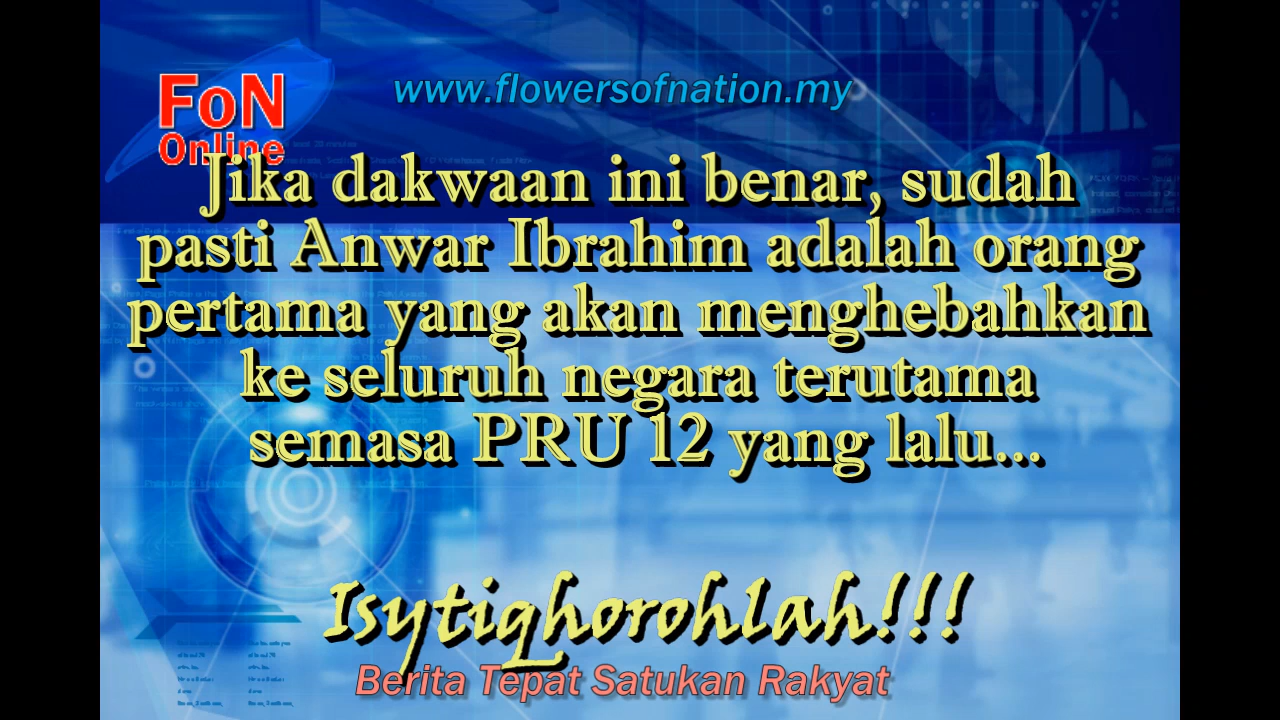 FoN
Online
www.flowersofnation.my
Jika dakwaan ini benar, sudah
pasti Anwar Ibrahim adalah orang
pertama yang akan menghebahkan
ke seluruh negara terutama
semasa PRU 12 yang lalu...
Isytiqhorohlah!!!
Berita Tepat Satukan Rakyat